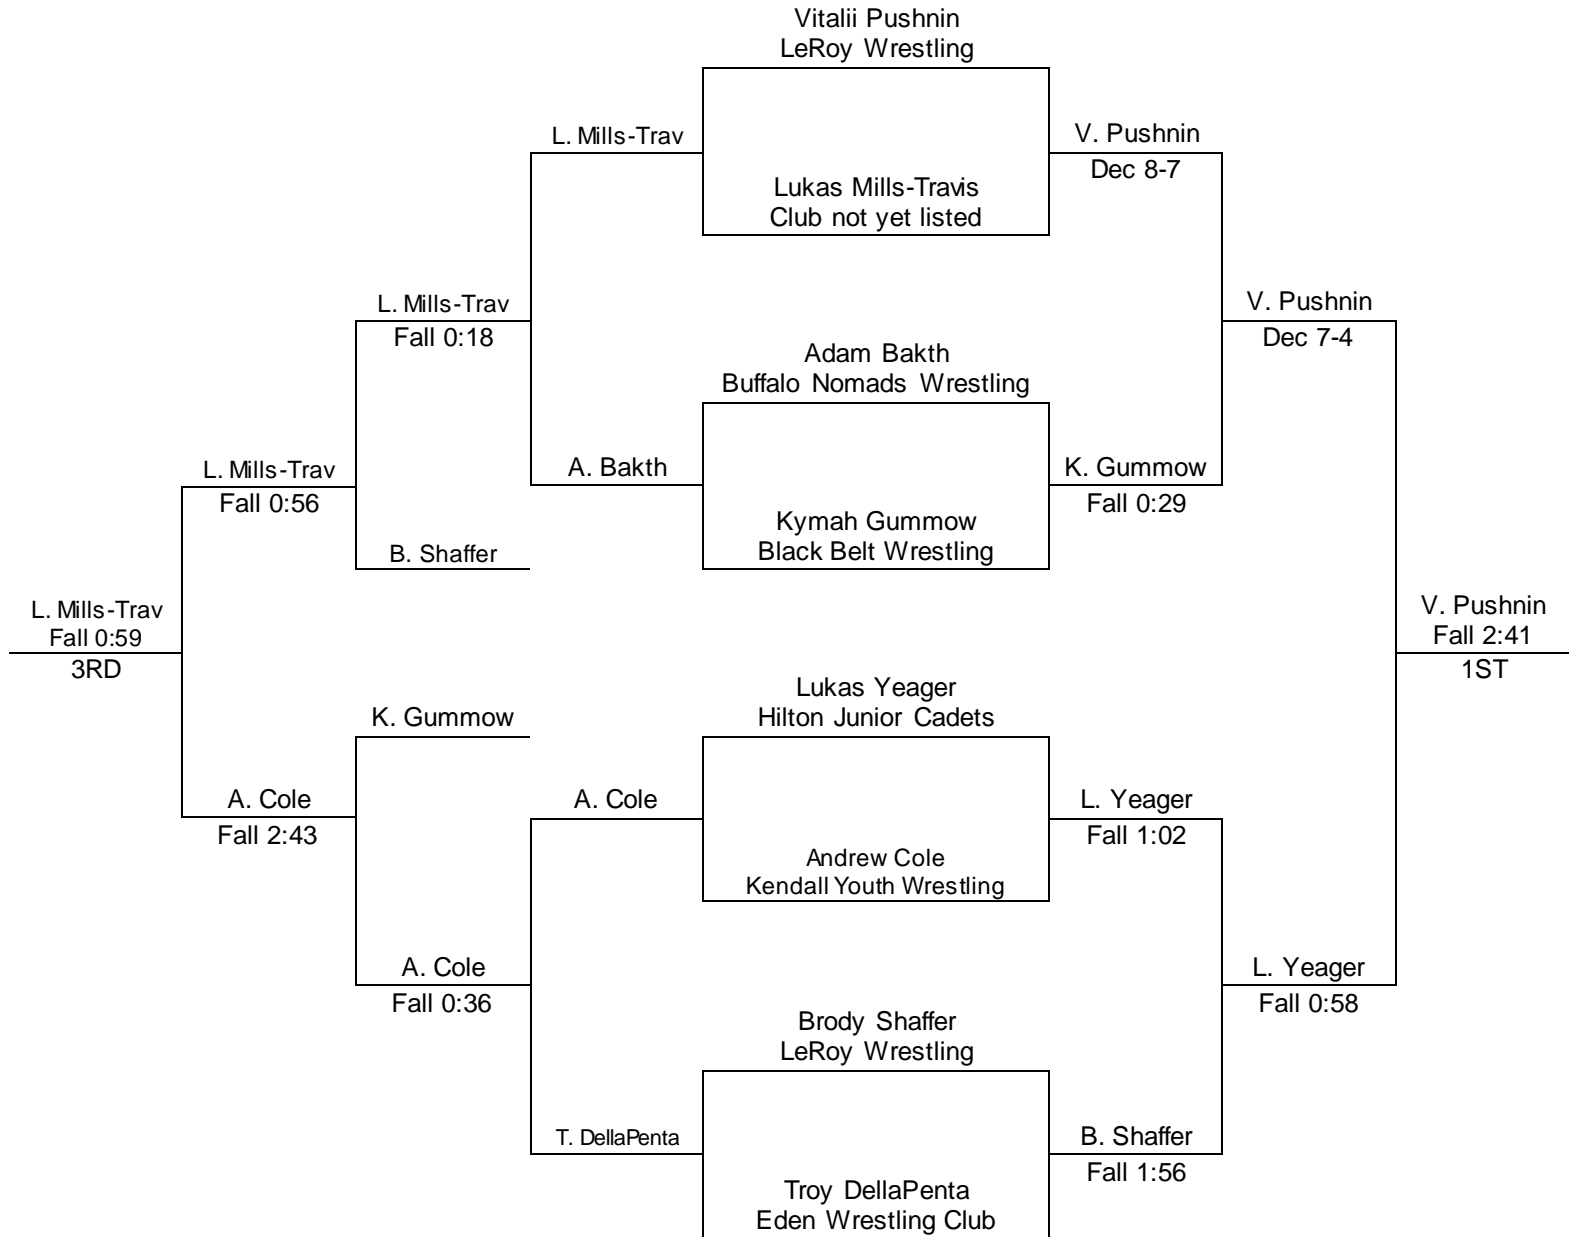 Vitalii Pushnin
LeRoy Wrestling
L. Mills-Trav
V. Pushnin
Dec 8-7
Lukas Mills-Travis
Club not yet listed
L. Mills-Trav
Fall 0:18
V. Pushnin
Dec 7-4
Adam Bakth
Buffalo Nomads Wrestling
L. Mills-Trav
Fall 0:56
A. Bakth
K. Gummow
Fall 0:29
Kymah Gummow
Black Belt Wrestling
B. Shaffer
L. Mills-Trav
Fall 0:59
3RD
V. Pushnin
Fall 2:41
1ST
Lukas Yeager
Hilton Junior Cadets
K. Gummow
A. Cole
Fall 2:43
A. Cole
L. Yeager
Fall 1:02
Andrew Cole
Kendall Youth Wrestling
A. Cole
Fall 0:36
L. Yeager
Fall 0:58
Brody Shaffer
LeRoy Wrestling
T. DellaPenta
B. Shaffer
Fall 1:56
Troy DellaPenta
Eden Wrestling Club